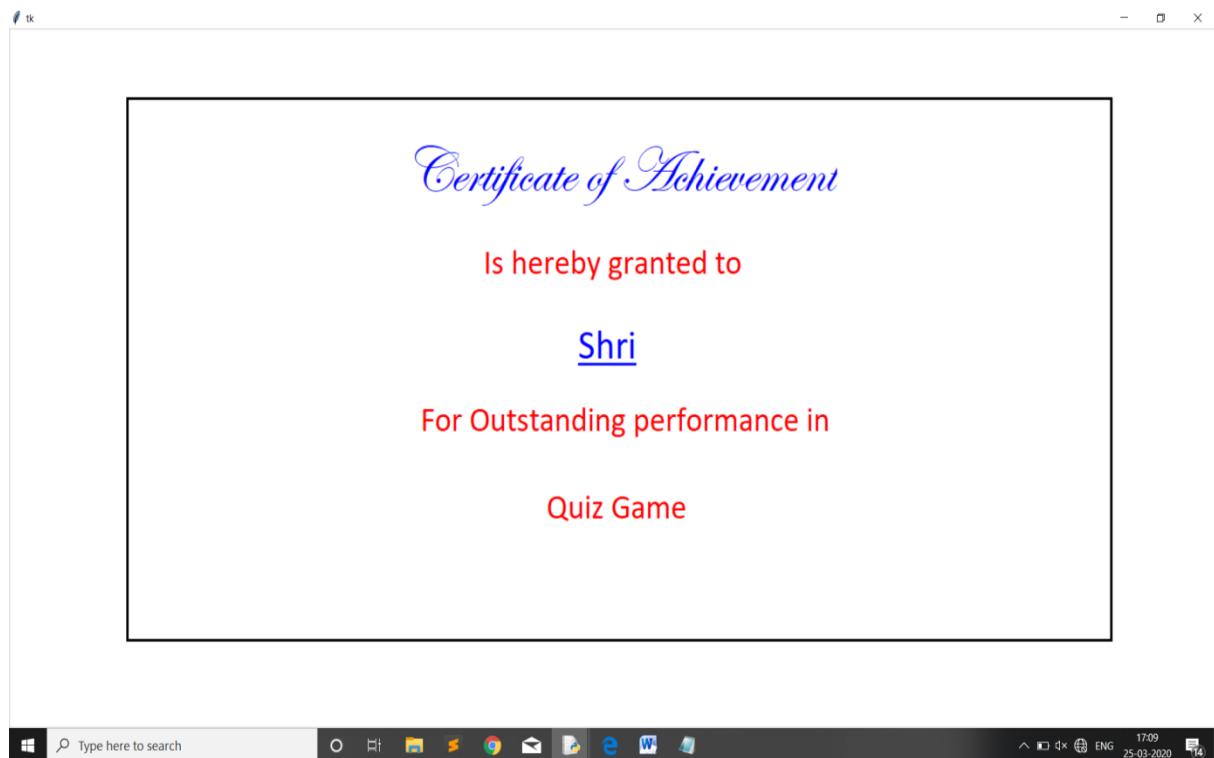 tk
Certificate of Achievement
Is hereby granted to
Shri
For Outstanding performance in
Quiz Game
Type here to search
ENG
17:09
25-03-2020
14